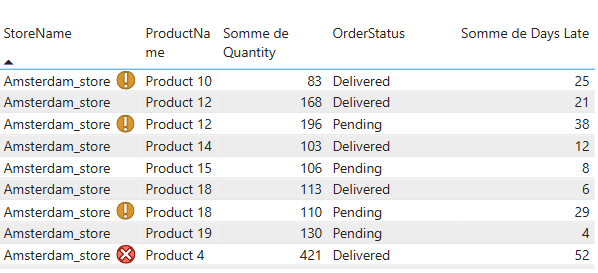 StoreName ProductNa me Somme de Quantity OrderStatus Somme de Days Late
Amsterdam_store Product 10 83 Delivered 25
Amsterdam_store Product 12 168 Delivered 21
Amsterdam_store Product 12 196 Pending 38
Amsterdam_store Product 14 103 Delivered 12
Amsterdam_store Product 15 106 Pending 8
Amsterdam_store Product 18 113 Delivered 6
Amsterdam_store Product 18 110 Pending 29
Amsterdam_store Product 19 130 Pending 4
Amsterdam_store Product 4 421 Delivered 52